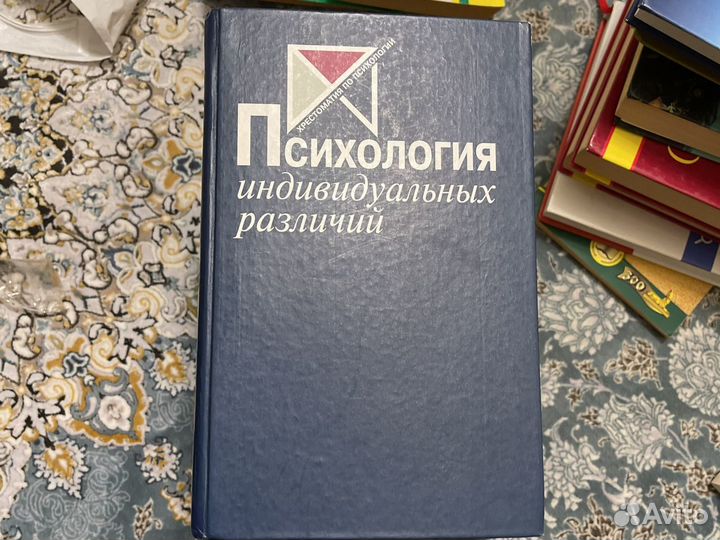 ХРЕСТОМАТИЯ ПО ПСИХОЛОГИИ
Психология
индивидуальных
различий
Avito